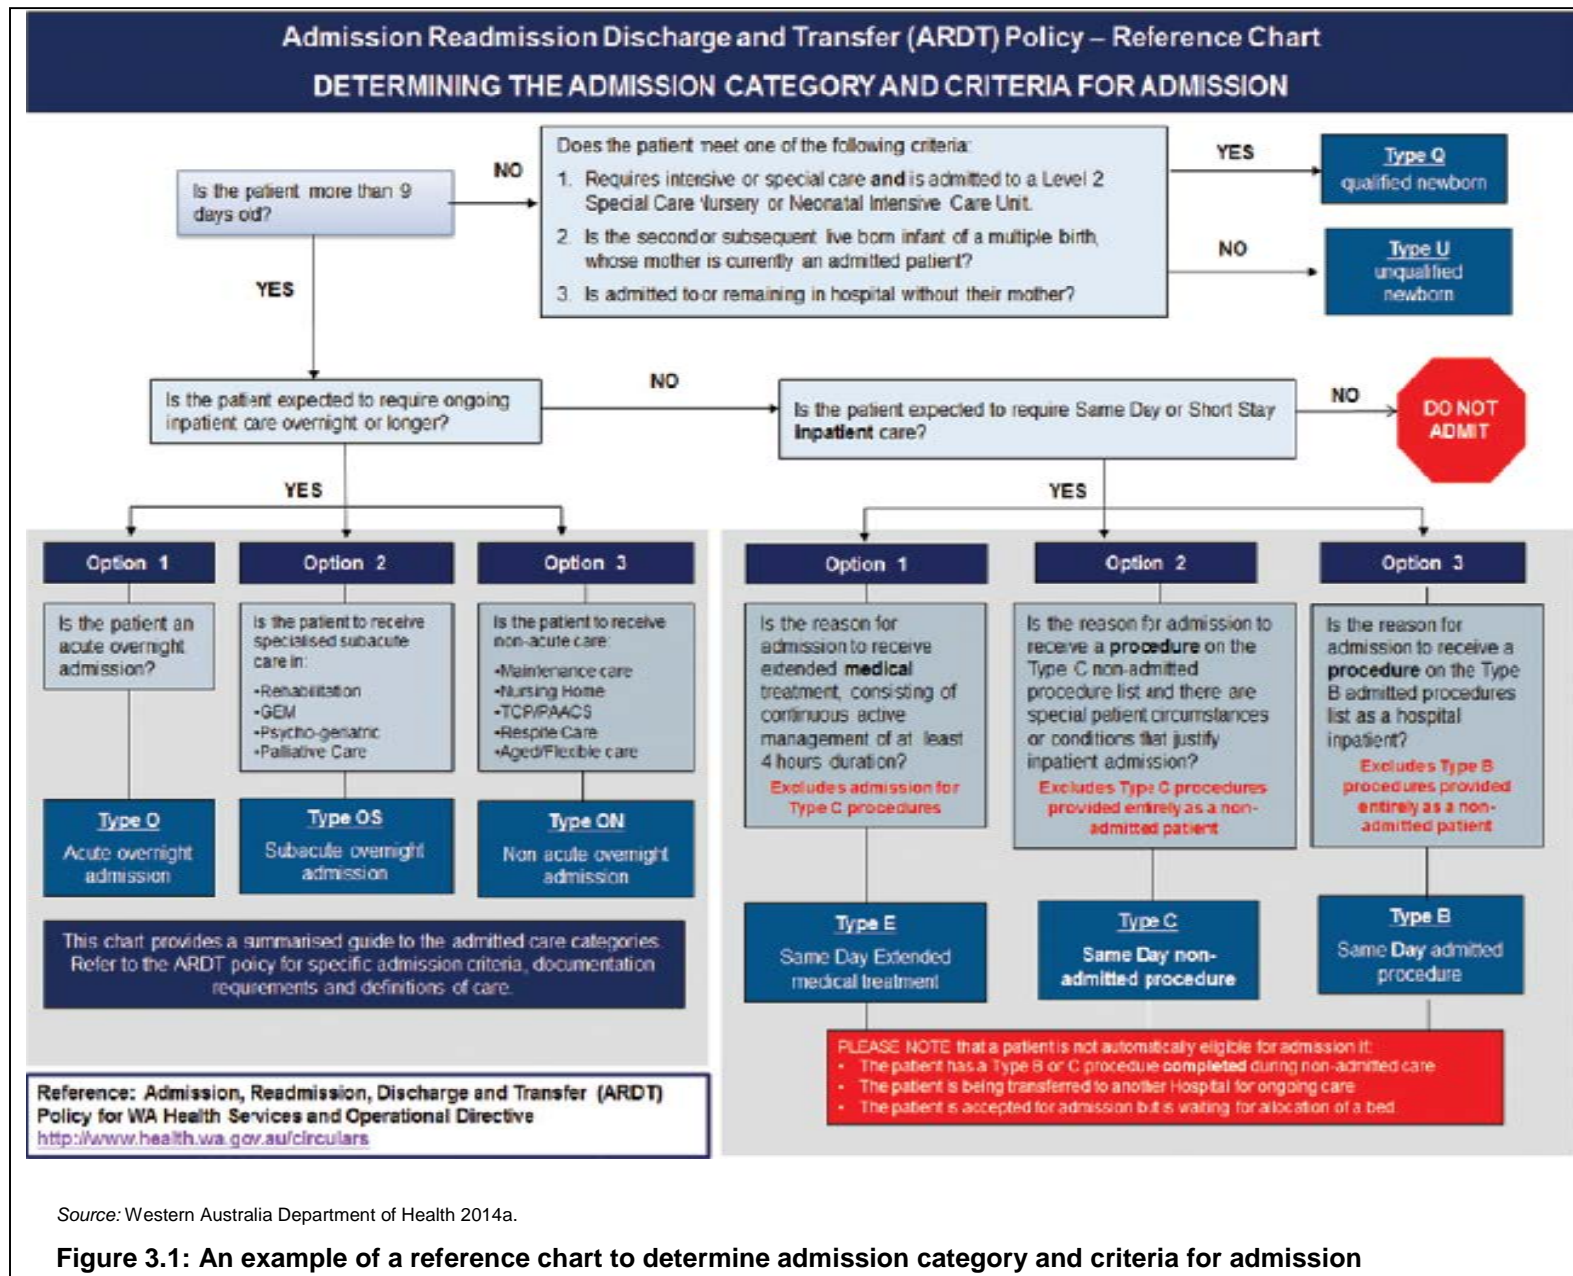 Admission Readmission Discharge and Transfer (ARDT) Policy – Reference Chart
DETERMINING THE ADMISSION CATEGORY AND CRITERIA FOR ADMISSION
Is the patient more than 9
days old?
NO
YES
Does the patient meet one of the following criteria:
1. Requires intensive or special care and is admitted to a Level 2
Special Care Nursery or Neonatal Intensive Care Unit.
2. Is the second or subsequent live born infant of a multiple birth,
whose mother is currently an admitted patient?
3. Is admitted to or remaining in hospital without their mother?
YES
Type Q
qualified newborn
NO
Type U
unqualified
newborn
Is the patient expected to require ongoing
inpatient care overnight or longer?
NO
Is the patient expected to require Same Day or Short Stay
inpatient care?
NO
DO NOT
ADMIT
YES
YES
Option 1
Is the patient an
acute overnight
admission?
Type O
Acute overnight
admission
Option 2
Is the patient to receive
specialised subacute
care in:
•Rehabilitation
•GEM
•Psycho-geriatric
•Palliative Care
Type OS
Subacute overnight
admission
Option 3
Is the patient to receive
non-acute care:
•Maintenance care
•Nursing Home
•TCP/PAACS
•Respite Care
•Aged/Flexible care
Type ON
Non acute overnight
admission
This chart provides a summarised guide to the admitted care categories.
Refer to the ARDT policy for specific admission criteria, documentation
requirements and definitions of care.
Option 1
Is the reason for
admission to receive
extended medical
treatment, consisting of
continuous active
management of at least
4 hours duration?
Excludes admission for
Type C procedures
Type E
Same Day Extended
medical treatment
Option 2
Is the reason for admission to
receive a procedure on the
Type C non-admitted
procedure list and there are
special patient circumstances
or conditions that justify
inpatient admission?
Excludes Type C procedures
provided entirely as a non-
admitted patient
Type C
Same Day non-
admitted procedure
Option 3
Is the reason for
admission to receive a
procedure on the Type
B admitted procedures
list as a hospital
inpatient?
Excludes Type B
procedures provided
entirely as a non-
admitted patient
Type B
Same Day admitted
procedure
PLEASE NOTE that a patient is not automatically eligible for admission if:
• The patient has a Type B or C procedure completed during non-admitted care
• The patient is being transferred to another Hospital for ongoing care
• The patient is accepted for admission but is waiting for allocation of a bed.
Reference: Admission, Readmission, Discharge and Transfer (ARDT)
Policy for WA Health Services and Operational Directive
http://www.health.wa.gov.au/circulars
Source: Western Australia Department of Health 2014a.
Figure 3.1: An example of a reference chart to determine admission category and criteria for admission